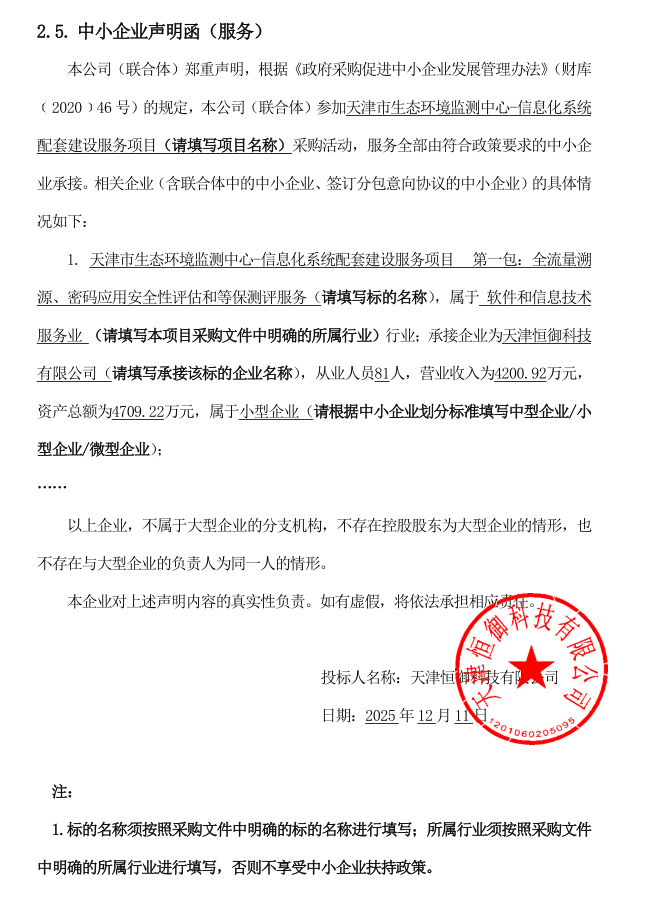 2.5. 中小企业声明函（服务）
本公司（联合体）郑重声明，根据《政府采购促进中小企业发展管理办法》（财库
﹝2020﹞46 号）的规定，本公司（联合体）参加天津市生态环境监测中心-信息化系统
配套建设服务项目（请填写项目名称）采购活动，服务全部由符合政策要求的中小企
业承接。相关企业（含联合体中的中小企业、签订分包意向协议的中小企业）的具体情
况如下：
1. 天津市生态环境监测中心-信息化系统配套建设服务项目 第一包：全流量溯
源、密码应用安全性评估和等保测评服务（请填写标的名称），属于 软件和信息技术
服务业 （请填写本项目采购文件中明确的所属行业）行业；承接企业为天津恒御科技
有限公司（请填写承接该标的企业名称），从业人员81人，营业收入为4200.92万元，
资产总额为4709.22万元，属于小型企业（请根据中小企业划分标准填写中型企业/小
型企业/微型企业）；
……
以上企业，不属于大型企业的分支机构，不存在控股股东为大型企业的情形，也
不存在与大型企业的负责人为同一人的情形。
本企业对上述声明内容的真实性负责。如有虚假，将依法承担相应责任。
投标人名称：天津恒御科技有限公司
日期：2025 年 12 月 11 日
天津恒御科技有限公司
1201060205095
注：
1.标的名称须按照采购文件中明确的标的名称进行填写；所属行业须按照采购文件
中明确的所属行业进行填写，否则不享受中小企业扶持政策。